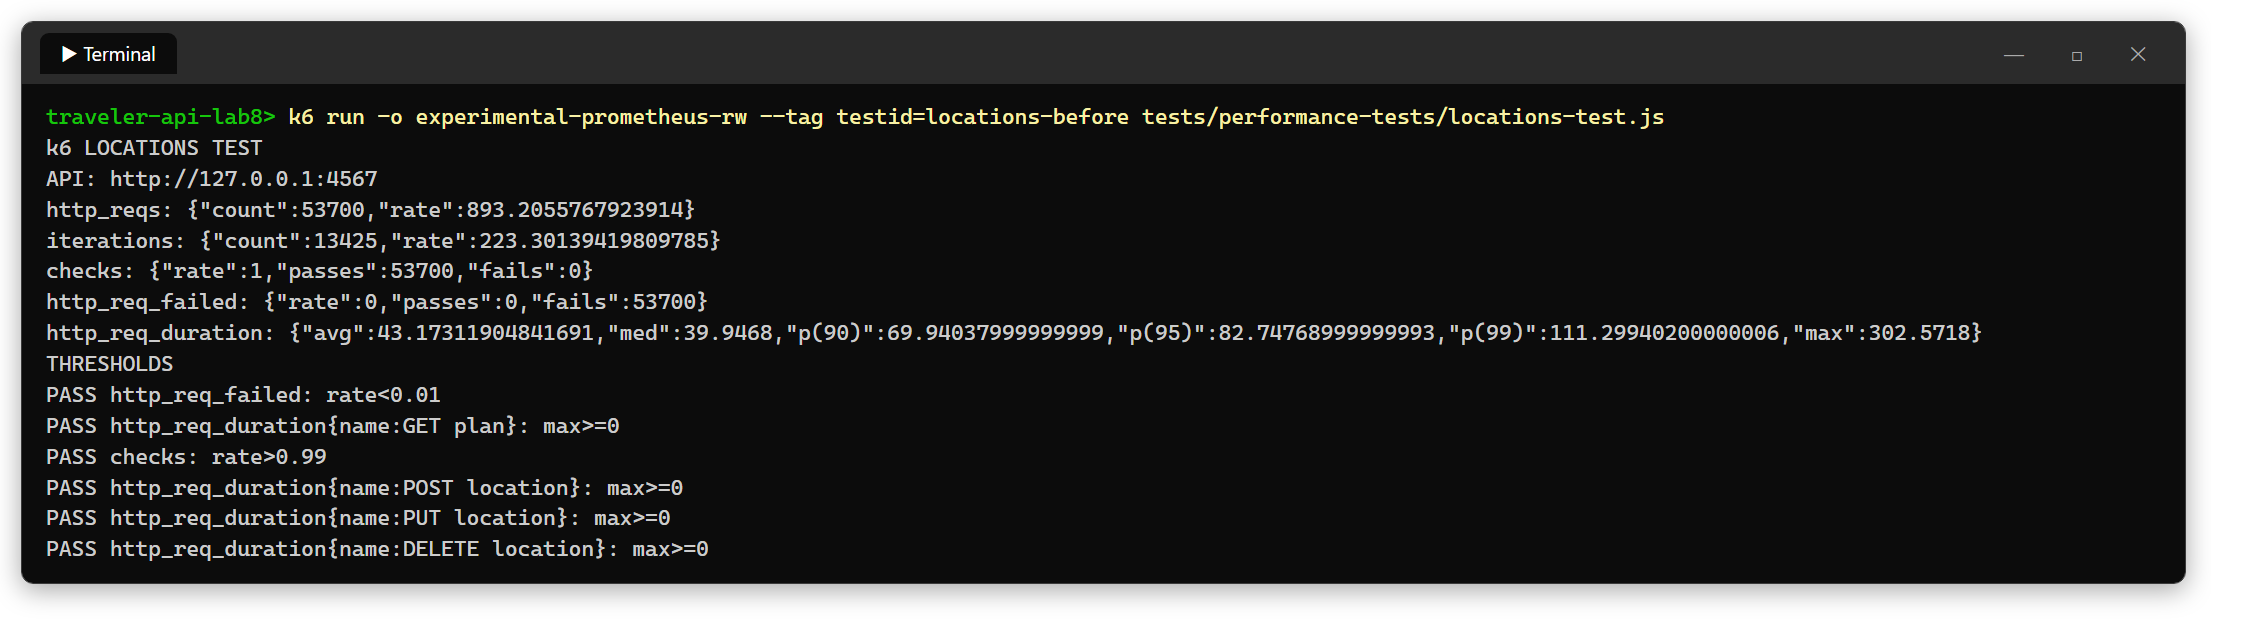 Terminal
traveler-api-lab8> k6 run -o experimental-prometheus-rw --tag testid=locations-before tests/performance-tests/locations-test.js
k6 LOCATIONS TEST
API: http://127.0.0.1:4567
http_reqs: {"count":53700,"rate":893.2055767923914}
iterations: {"count":13425,"rate":223.30139419809785}
checks: {"rate":1,"passes":53700,"fails":0}
http_req_failed: {"rate":0,"passes":0,"fails":53700}
http_req_duration: {"avg":43.17311904841691,"med":39.9468,"p(90)":69.94037999999999,"p(95)":82.74768999999993,"p(99)":111.29940200000006,"max":302.5718}
THRESHOLDS
PASS http_req_failed: rate<0.01
PASS http_req_duration{name:GET plan}: max>=0
PASS checks: rate>0.99
PASS http_req_duration{name:POST location}: max>=0
PASS http_req_duration{name:PUT location}: max>=0
PASS http_req_duration{name:DELETE location}: max>=0